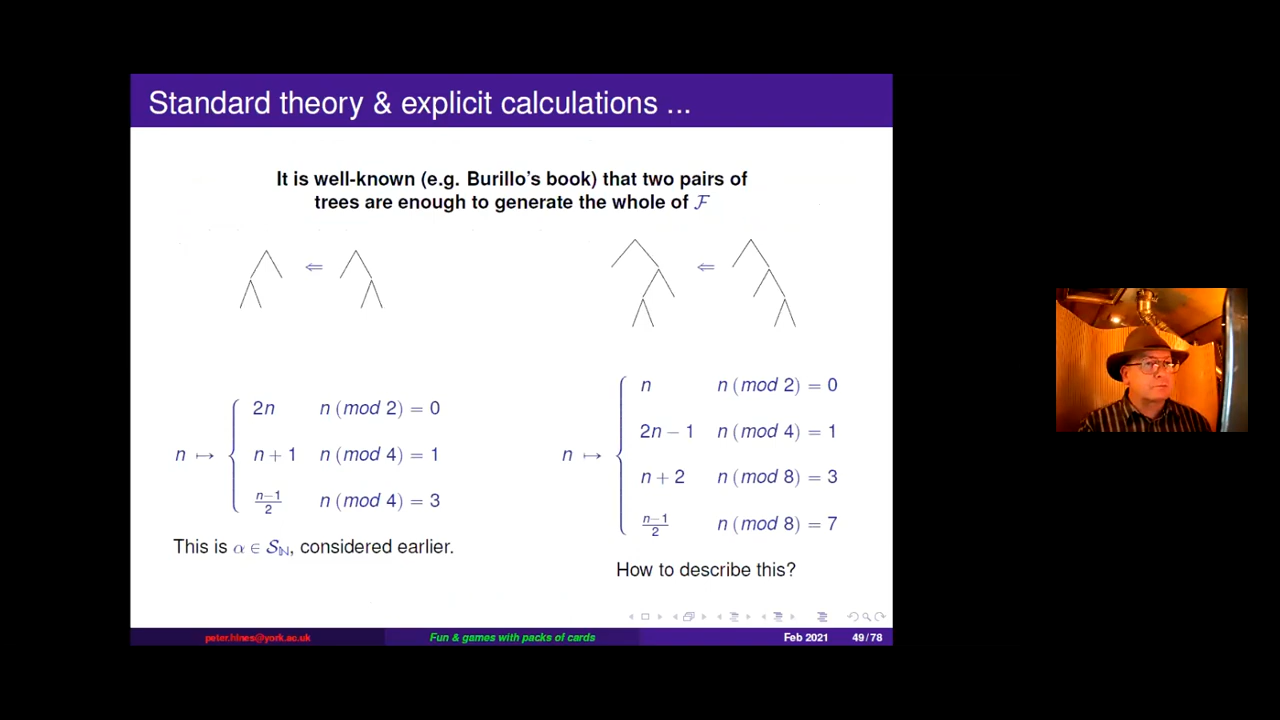 Standard theory & explicit calculations ...
It is well-known (e.g. Burillo's book) that two pairs of
trees are enough to generate the whole of ℱ
⇐
⇐
n ↦ { 2n n (mod 2) = 0
n + 1 n (mod 4) = 1
n−1/2 n (mod 4) = 3
This is α ∈ 𝒮ℕ, considered earlier.
n ↦ { n n (mod 2) = 0
2n − 1 n (mod 4) = 1
n + 2 n (mod 8) = 3
n−1/2 n (mod 8) = 7
How to describe this?
peter.hines@york.ac.uk
Fun & games with packs of cards
Feb 2021
49 / 78